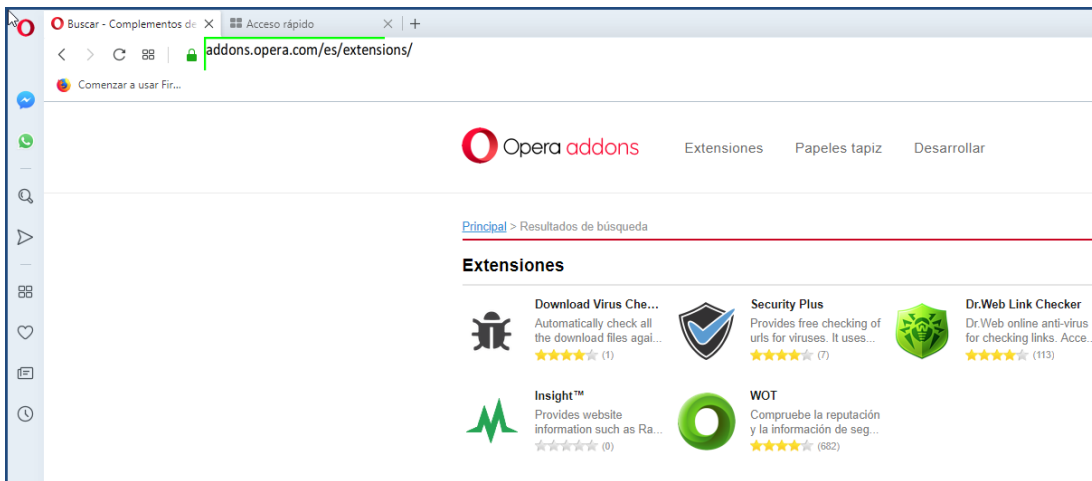 Buscar - Complementos de
Acceso rápido
addons.opera.com/es/extensions/
Comenzar a usar Fir...
Opera addons
Extensiones
Papeles tapiz
Desarrollar
Principal > Resultados de búsqueda
Extensiones
Download Virus Che...
Automatically check all
the download files agai...
(1)
Security Plus
Provides free checking of
urls for viruses. It uses...
(7)
Dr.Web Link Checker
Dr.Web online anti-virus
for checking links. Acce...
(113)
Insight™
Provides website
information such as Ra...
(0)
WOT
Compruebe la reputación
y la información de seg...
(682)